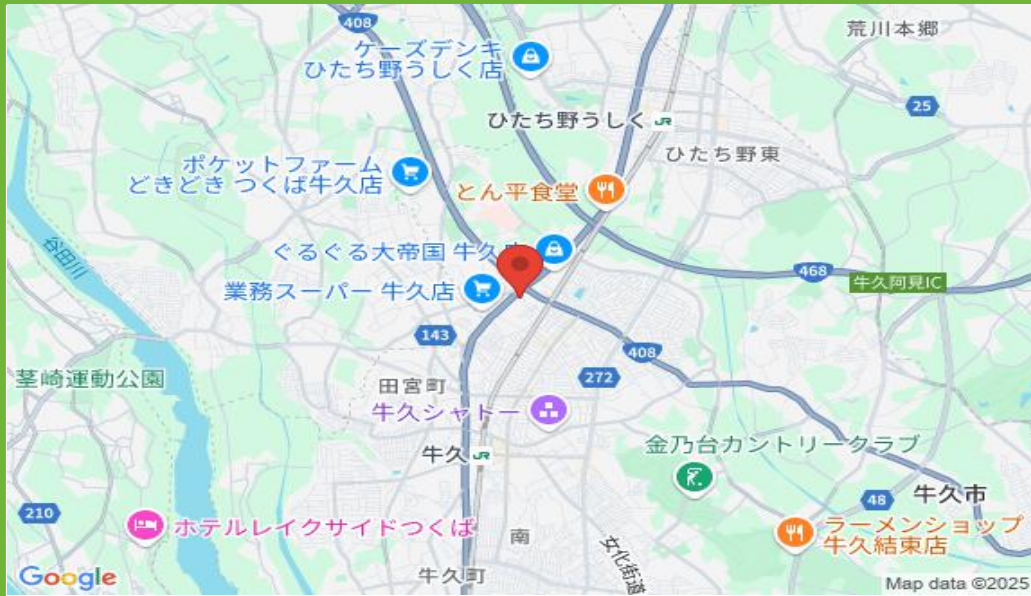 408
荒川本郷
ケーズデンキ
ひたち野うしく店
25
ひたち野うしく JR
ひたち野東
ポケットファーム
どきどき つくば牛久店
とん平食堂
谷田川
ぐるぐる大帝国 牛久
468
牛久阿見IC
業務スーパー 牛久店
143
408
茎崎運動公園
272
田宮町
牛久シャトー
牛久 JR
金乃台カントリークラブ
48
牛久市
210
ホテルレイクサイドつくば
南
ラーメンショップ
牛久結束店
女化街道
牛久町
Google
Map data ©2025